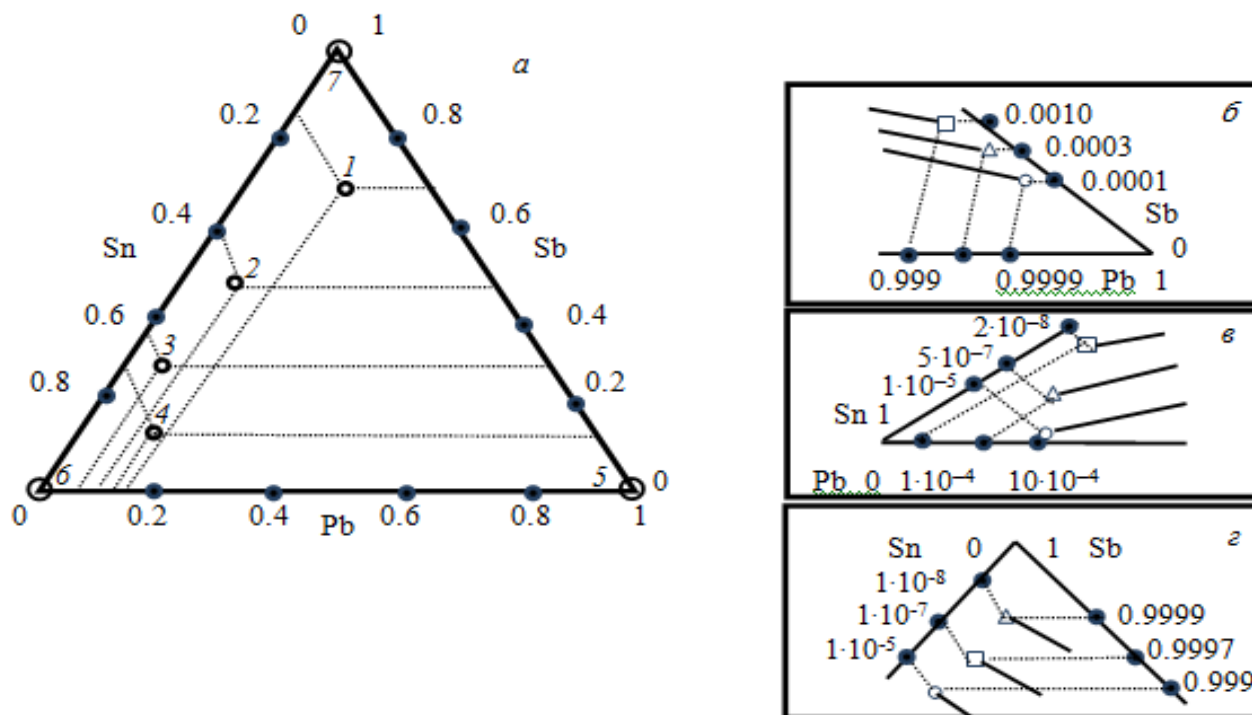 0 1
а
7
0.2 0.8
1
0.4 0.6
Sn Sb
2
0.6 0.4
3
0.8 0.2
4
6 5 0
0 0.2 0.4 0.6 0.8 1
Pb
б
0.0010
0.0003
0.0001
Sb
0
0.999 0.9999 Pb 1
в
2·10⁻⁸
5·10⁻⁷
1·10⁻⁵
Sn 1
Pb 0 1·10⁻⁴ 10·10⁻⁴
г
Sn 0 1 Sb
1·10⁻⁸
1·10⁻⁷ 0.9999
1·10⁻⁵ 0.9997
0.999